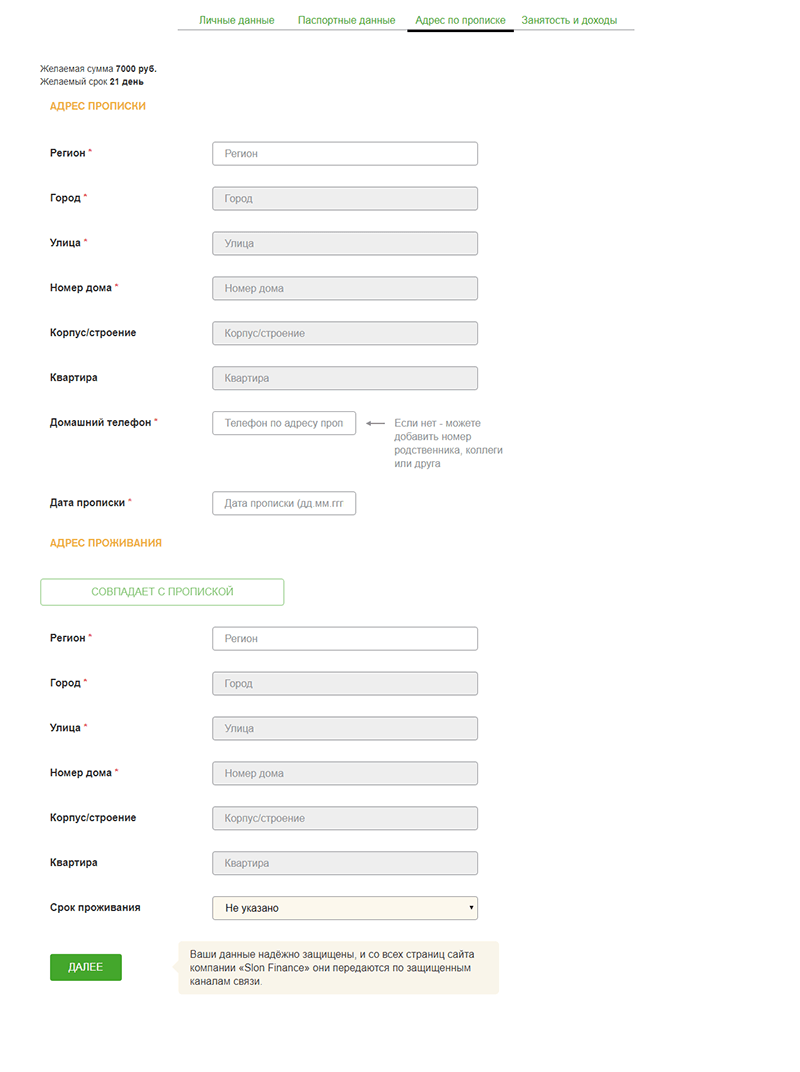 Личные данные Паспортные данные Адрес по прописке Занятость и доходы
Желаемая сумма 7000 руб.
Желаемый срок 21 день
АДРЕС ПРОПИСКИ
Регион * Регион
Город * Город
Улица * Улица
Номер дома * Номер дома
Корпус/строение Корпус/строение
Квартира Квартира
Домашний телефон * Телефон по адресу проп
Если нет - можете
добавить номер
родственника, коллеги
или друга
Дата прописки * Дата прописки (дд.мм.ггг
АДРЕС ПРОЖИВАНИЯ
СОВПАДАЕТ С ПРОПИСКОЙ
Регион * Регион
Город * Город
Улица * Улица
Номер дома * Номер дома
Корпус/строение Корпус/строение
Квартира Квартира
Срок проживания Не указано
ДАЛЕЕ
Ваши данные надёжно защищены, и со всех страниц сайта
компании «Slon Finance» они передаются по защищенным
каналам связи.